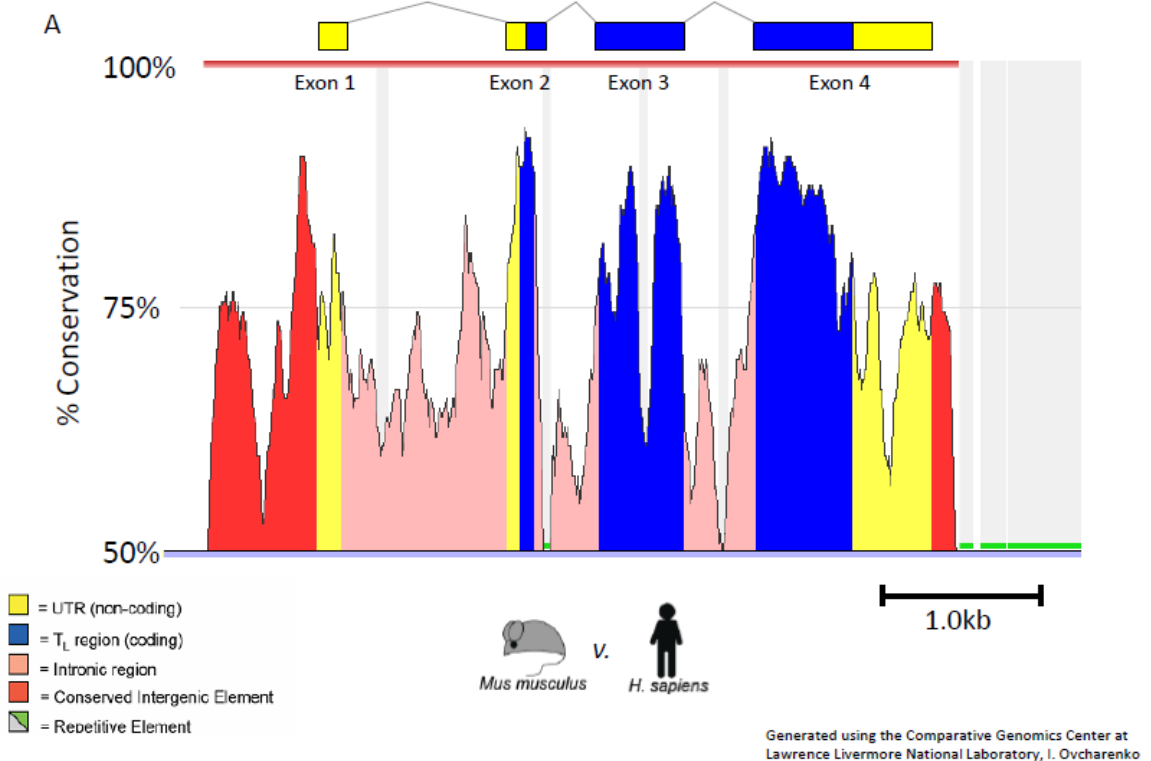 A
100%
Exon 1
Exon 2
Exon 3
Exon 4
% Conservation
75%
50%
1.0kb
= UTR (non-coding)
= TL region (coding)
= Intronic region
= Conserved Intergenic Element
= Repetitive Element
v.
Mus musculus
H. sapiens
Generated using the Comparative Genomics Center at
Lawrence Livermore National Laboratory, I. Ovcharenko